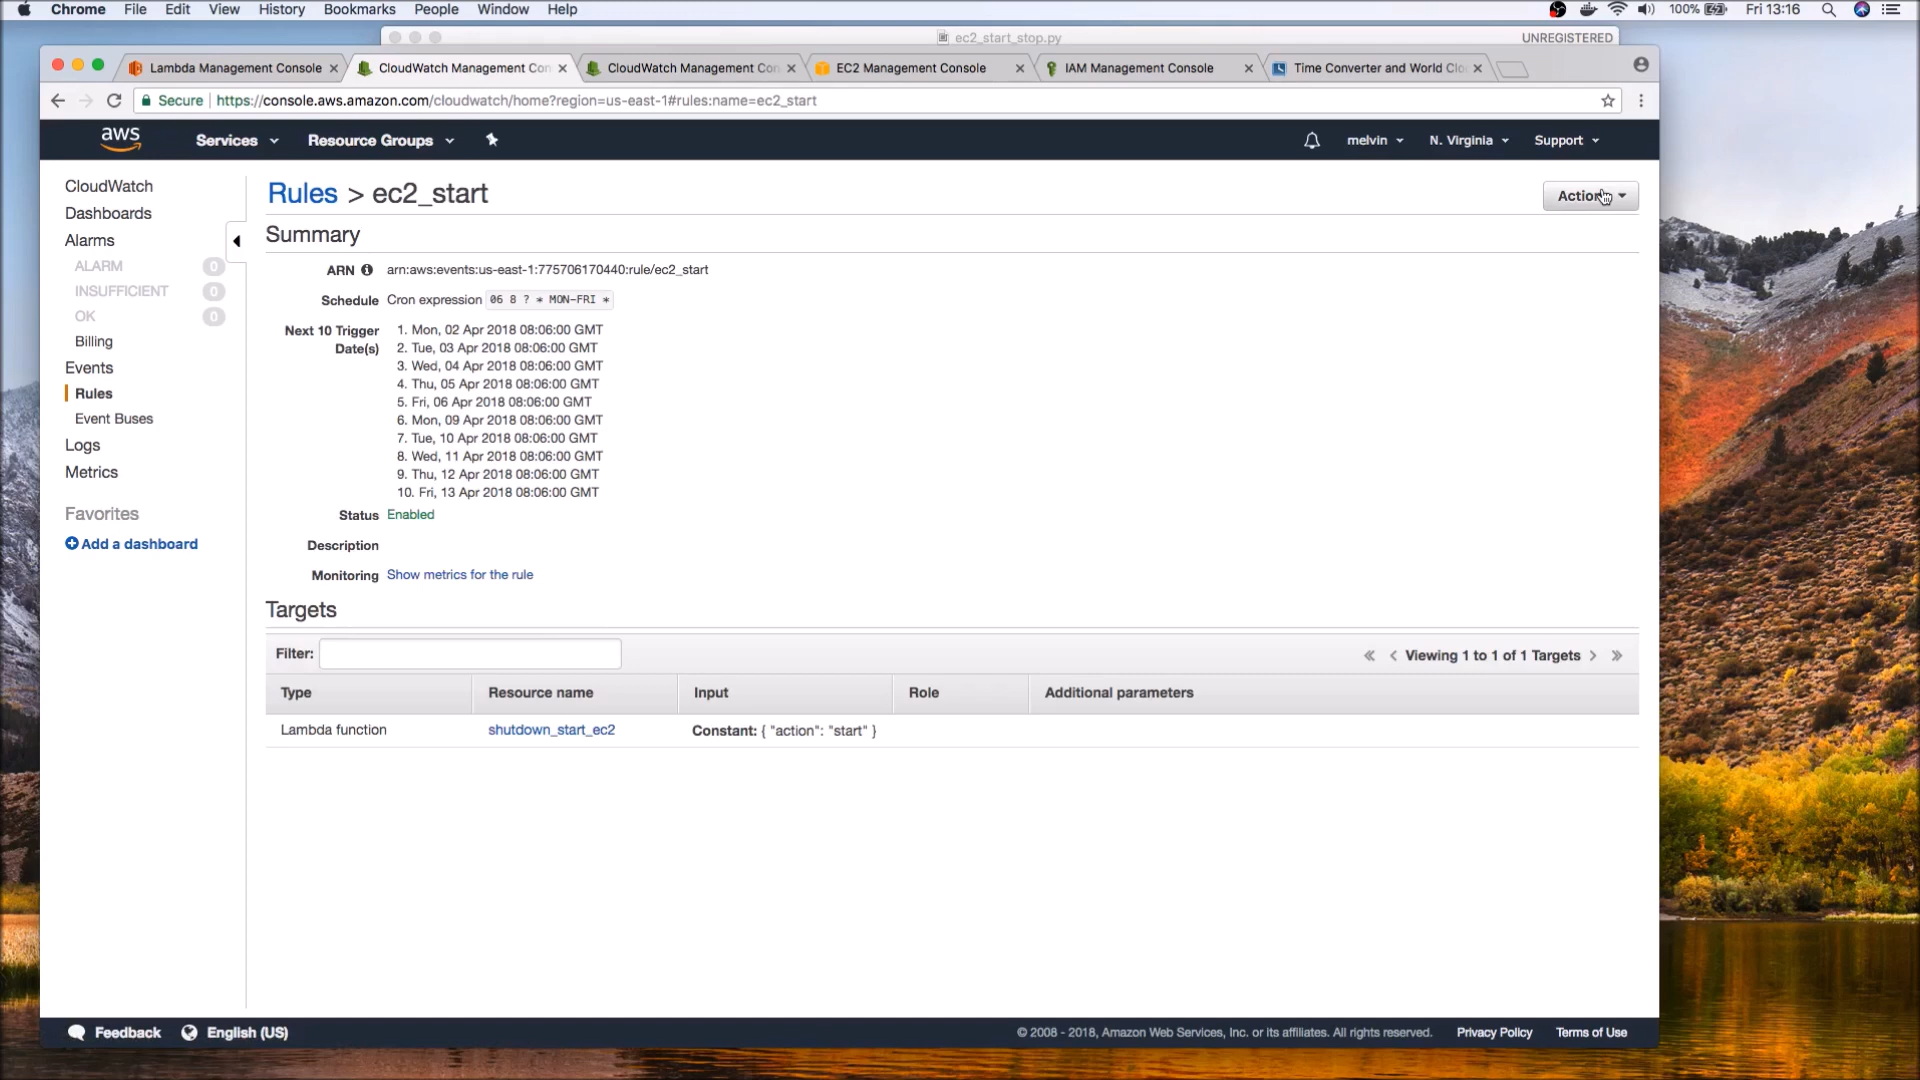 Chrome File Edit View History Bookmarks People Window Help 100% Fri 13:16
ec2_start_stop.py UNREGISTERED
Lambda Management Console CloudWatch Management Con CloudWatch Management Con EC2 Management Console IAM Management Console Time Converter and World Clo
Secure https://console.aws.amazon.com/cloudwatch/home?region=us-east-1#rules:name=ec2_start
aws Services Resource Groups melvin N. Virginia Support
CloudWatch
Dashboards
Alarms
ALARM 0
INSUFFICIENT 0
OK 0
Billing
Events
Rules
Event Buses
Logs
Metrics
Favorites
Add a dashboard
Rules > ec2_start
Actions
Summary
ARN arn:aws:events:us-east-1:775706170440:rule/ec2_start
Schedule Cron expression 06 8 ? * MON-FRI *
Next 10 Trigger Date(s)
1. Mon, 02 Apr 2018 08:06:00 GMT
2. Tue, 03 Apr 2018 08:06:00 GMT
3. Wed, 04 Apr 2018 08:06:00 GMT
4. Thu, 05 Apr 2018 08:06:00 GMT
5. Fri, 06 Apr 2018 08:06:00 GMT
6. Mon, 09 Apr 2018 08:06:00 GMT
7. Tue, 10 Apr 2018 08:06:00 GMT
8. Wed, 11 Apr 2018 08:06:00 GMT
9. Thu, 12 Apr 2018 08:06:00 GMT
10. Fri, 13 Apr 2018 08:06:00 GMT
Status Enabled
Description
Monitoring Show metrics for the rule
Targets
Filter: Viewing 1 to 1 of 1 Targets
Type Resource name Input Role Additional parameters
Lambda function shutdown_start_ec2 Constant: { "action": "start" }
Feedback English (US) © 2008 - 2018, Amazon Web Services, Inc. or its affiliates. All rights reserved. Privacy Policy Terms of Use